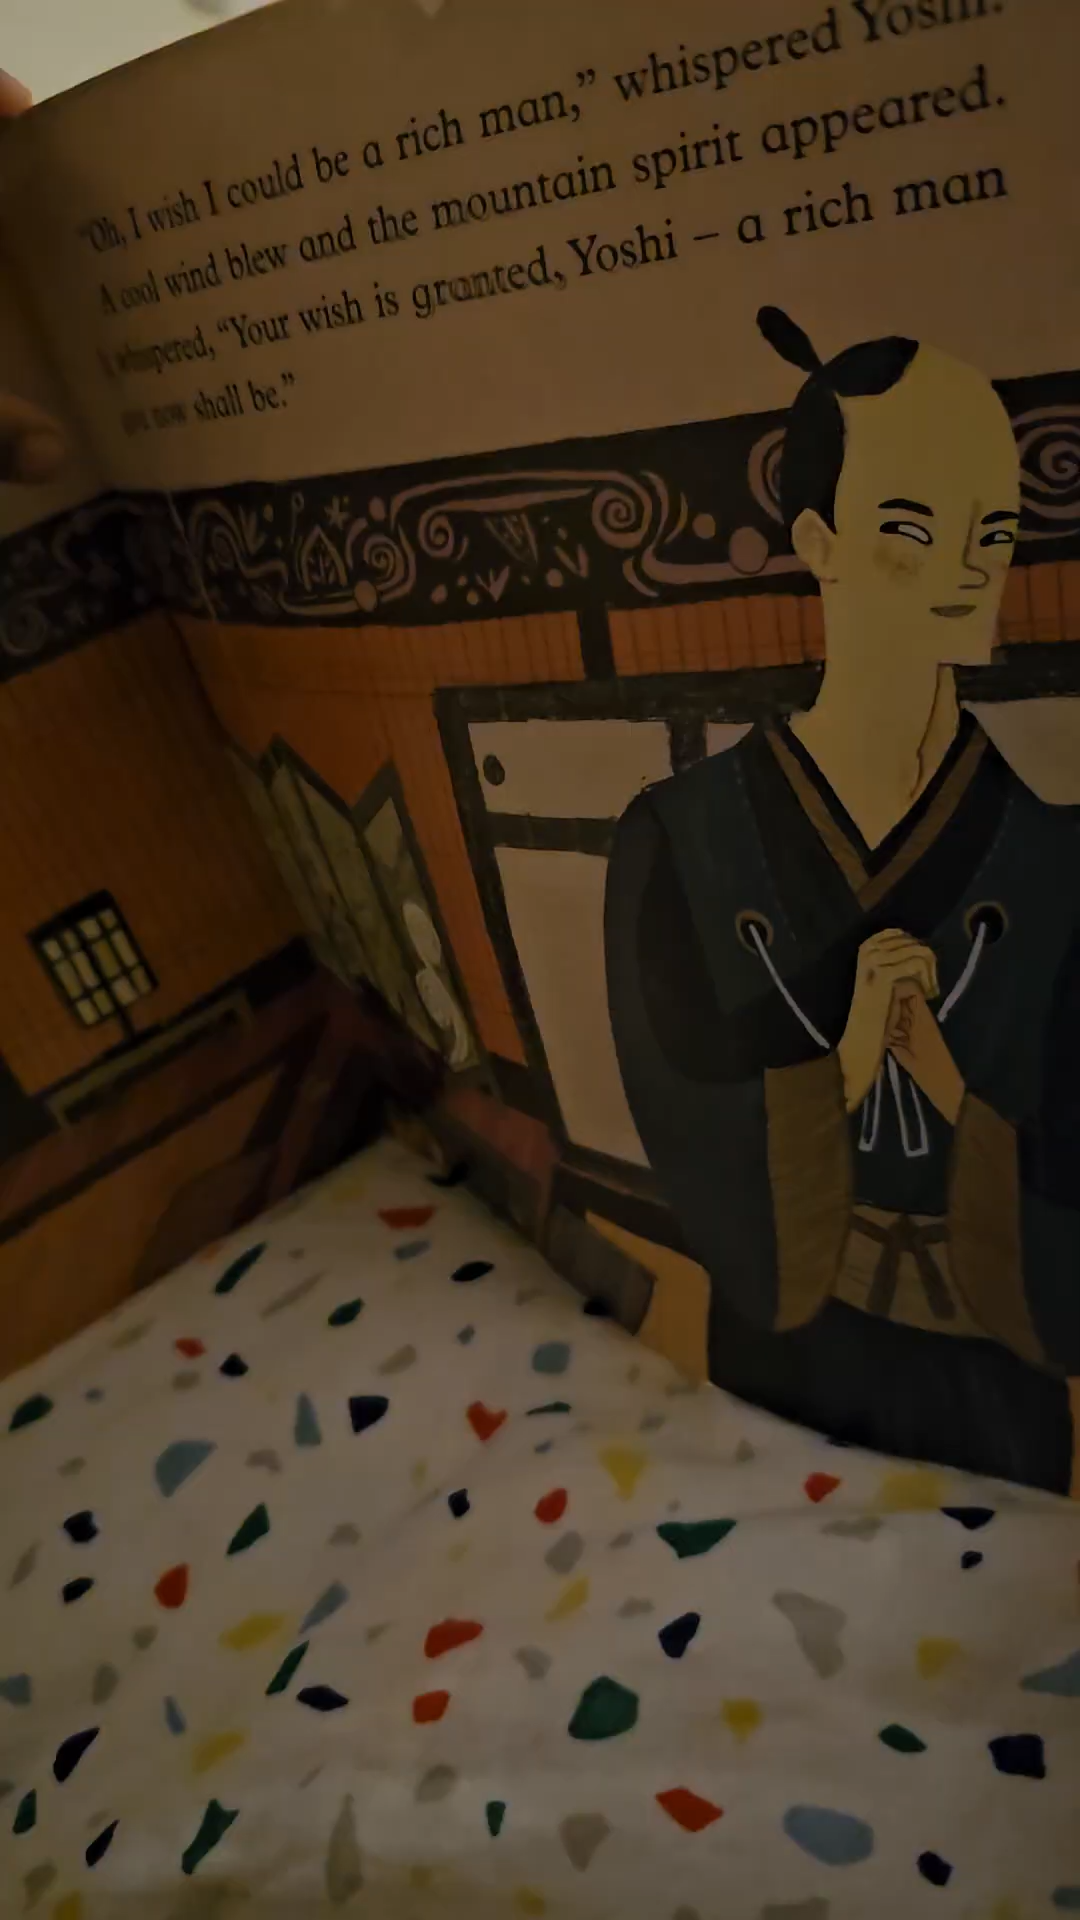 "Oh, I wish I could be a rich man," whispered Yoshi.
A cool wind blew and the mountain spirit appeared.
It whispered, "Your wish is granted, Yoshi – a rich man
you now shall be."